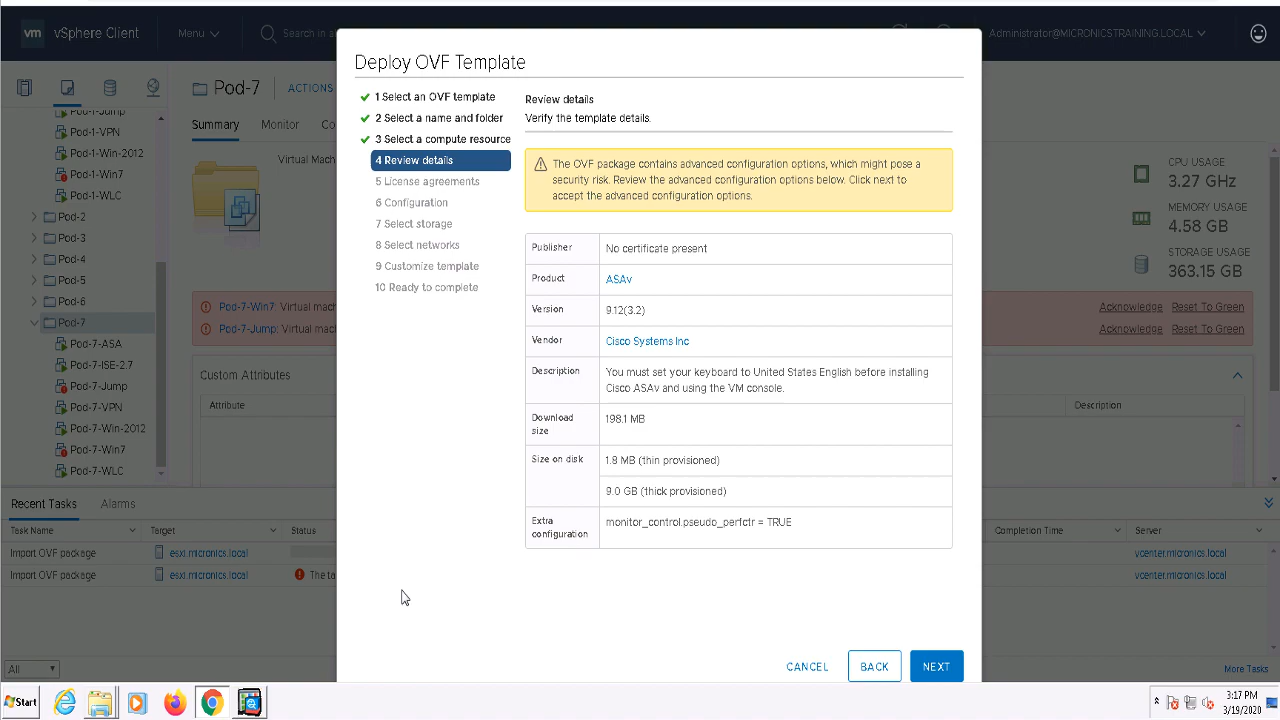 vm vSphere Client Menu Search in al Administrator@MICRONICSTRAINING.LOCAL
Pod-1-Jump
Pod-1-VPN
Pod-1-Win-2012
Pod-1-Win7
Pod-1-WLC
Pod-2
Pod-3
Pod-4
Pod-5
Pod-6
Pod-7
Pod-7-ASA
Pod-7-ISE-2.7
Pod-7-Jump
Pod-7-VPN
Pod-7-Win-2012
Pod-7-Win7
Pod-7-WLC
Pod-7 ACTIONS
Summary Monitor Co
Virtual Mach
Pod-7-Win7: Virtual mach
Pod-7-Jump: Virtual mach
Custom Attributes
Attribute
Deploy OVF Template
1 Select an OVF template
2 Select a name and folder
3 Select a compute resource
4 Review details
5 License agreements
6 Configuration
7 Select storage
8 Select networks
9 Customize template
10 Ready to complete
Review details
Verify the template details.
The OVF package contains advanced configuration options, which might pose a
security risk. Review the advanced configuration options below. Click next to
accept the advanced configuration options.
Publisher No certificate present
Product ASAv
Version 9.12(3.2)
Vendor Cisco Systems Inc
Description You must set your keyboard to United States English before installing
Cisco ASAv and using the VM console.
Download
size 198.1 MB
Size on disk 1.8 MB (thin provisioned)
9.0 GB (thick provisioned)
Extra
configuration monitor_control.pseudo_perfctr = TRUE
CANCEL BACK NEXT
CPU USAGE
3.27 GHz
MEMORY USAGE
4.58 GB
STORAGE USAGE
363.15 GB
Acknowledge Reset To Green
Acknowledge Reset To Green
Description
Recent Tasks Alarms
Task Name Target Status Completion Time Server
Import OVF package esxi.micronics.local vcenter.micronics.local
Import OVF package esxi.micronics.local The ta vcenter.micronics.local
All More Tasks
Start 3:17 PM
3/19/2020